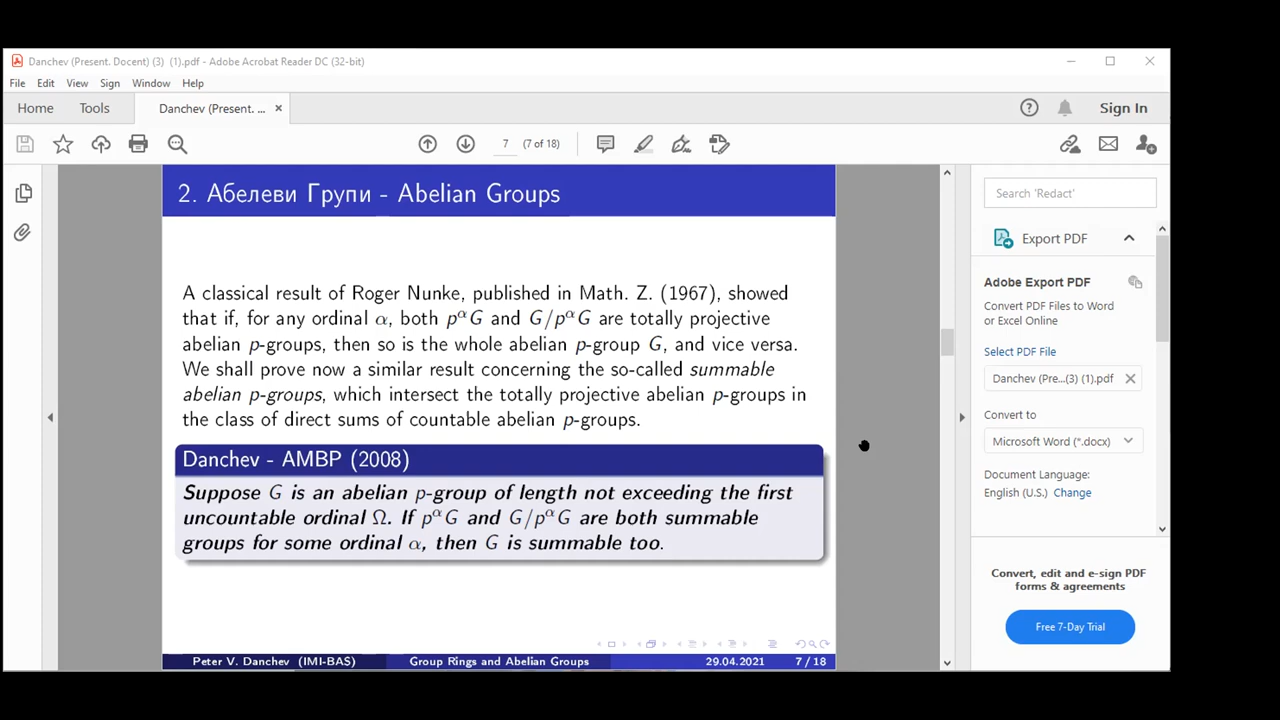 Danchev (Present. Docent) (3) (1).pdf - Adobe Acrobat Reader DC (32-bit)
File Edit View Sign Window Help
Home Tools Danchev (Present. ... × Sign In
7 (7 of 18)
2. Абелеви Групи - Abelian Groups
A classical result of Roger Nunke, published in Math. Z. (1967), showed
that if, for any ordinal α, both pᵅG and G/pᵅG are totally projective
abelian p-groups, then so is the whole abelian p-group G, and vice versa.
We shall prove now a similar result concerning the so-called summable
abelian p-groups, which intersect the totally projective abelian p-groups in
the class of direct sums of countable abelian p-groups.
Danchev - AMBP (2008)
Suppose G is an abelian p-group of length not exceeding the first
uncountable ordinal Ω. If pᵅG and G/pᵅG are both summable
groups for some ordinal α, then G is summable too.
Peter V. Danchev (IMI-BAS) Group Rings and Abelian Groups 29.04.2021 7 / 18
Search 'Redact'
Export PDF
Adobe Export PDF
Convert PDF Files to Word
or Excel Online
Select PDF File
Danchev (Pre...(3) (1).pdf
Convert to
Microsoft Word (*.docx)
Document Language:
English (U.S.) Change
Convert, edit and e-sign PDF
forms & agreements
Free 7-Day Trial